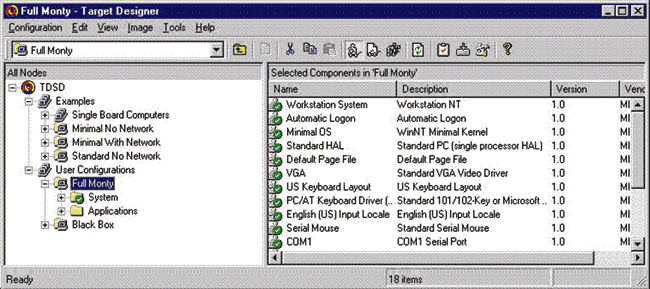 Full Monty - Target Designer
Configuration Edit View Image Tools Help
Full Monty
All Nodes
TDSD
Examples
Single Board Computers
Minimal No Network
Minimal With Network
Standard No Network
User Configurations
Full Monty
System
Applications
Black Box
Selected Components in 'Full Monty'
Name Description Version Vend
Workstation System Workstation NT 1.0 MI
Automatic Logon Automatic Logon 1.0 MI
Minimal OS WinNT Minimal Kernel 1.0 MI
Standard HAL Standard PC (single processor HAL) 1.0 MI
Default Page File Default Page File 1.0 MI
VGA Standard VGA Video Driver 1.0 MI
US Keyboard Layout US Keyboard Layout 1.0 MI
PC/AT Keyboard Driver (... Standard 101/102-Key or Microsoft ... 1.0 MI
English (US) Input Locale English (US) Input Locale 1.0 MI
Serial Mouse Standard Serial Mouse 1.0 MI
COM1 COM1 Serial Port 1.0 MI
Ready
18 items